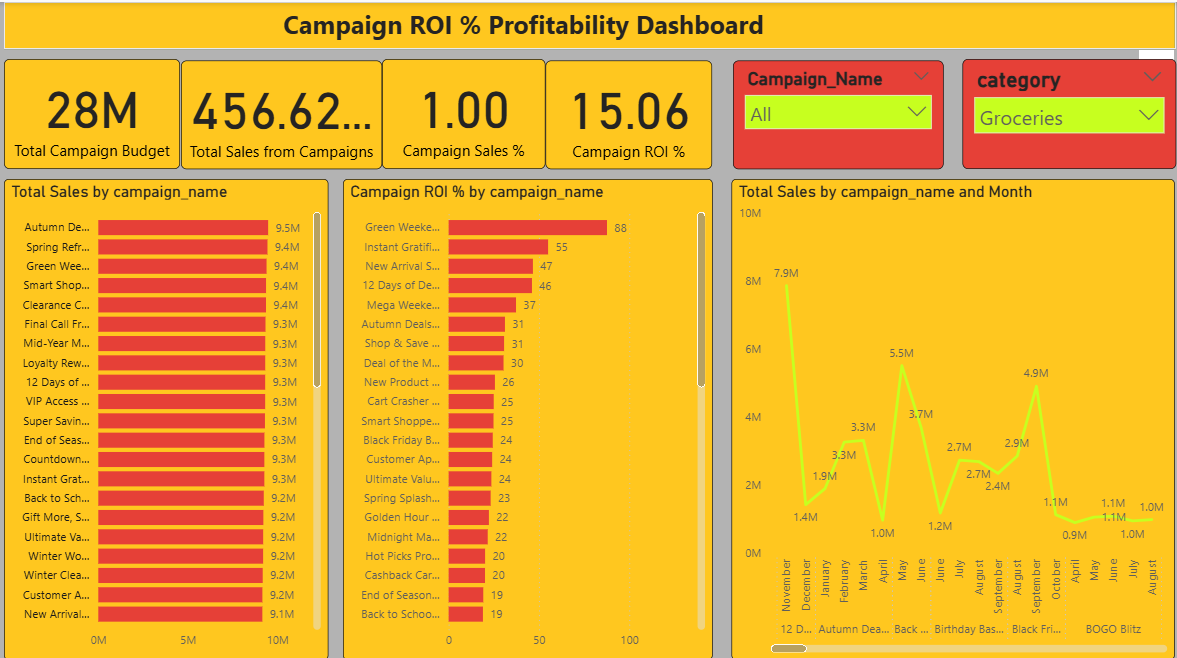 Campaign ROI % Profitability Dashboard
28M
Total Campaign Budget
456.62...
Total Sales from Campaigns
1.00
Campaign Sales %
15.06
Campaign ROI %
Campaign_Name
All
category
Groceries
Total Sales by campaign_name
Autumn De... 9.5M
Spring Refr... 9.4M
Green Wee... 9.4M
Smart Shop... 9.4M
Clearance C... 9.4M
Final Call Fr... 9.3M
Mid-Year M... 9.3M
Loyalty Rew... 9.3M
12 Days of ... 9.3M
VIP Access ... 9.3M
Super Savin... 9.3M
End of Seas... 9.3M
Countdown... 9.3M
Instant Grat... 9.3M
Back to Sch... 9.2M
Gift More, S... 9.2M
Ultimate Va... 9.2M
Winter Wo... 9.2M
Winter Clea... 9.2M
Customer A... 9.2M
New Arrival... 9.1M
0M 5M 10M
Campaign ROI % by campaign_name
Green Weeke... 88
Instant Gratifi... 55
New Arrival S... 47
12 Days of De... 46
Mega Weeke... 37
Autumn Deals... 31
Shop & Save ... 31
Deal of the M... 30
New Product ... 26
Cart Crasher ... 25
Smart Shoppe... 25
Black Friday B... 24
Customer Ap... 24
Ultimate Valu... 24
Spring Splash... 23
Golden Hour ... 22
Midnight Ma... 22
Hot Picks Pro... 20
Cashback Car... 20
End of Season... 19
Back to Schoo... 19
0 50 100
Total Sales by campaign_name and Month
10M
8M
6M
4M
2M
0M
7.9M
1.4M
1.9M
3.3M
3.3M
1.0M
5.5M
3.7M
1.2M
2.7M
2.7M
2.4M
2.9M
4.9M
1.1M
0.9M
1.1M
1.1M
1.0M
1.0M
November
December
January
February
March
April
May
June
June
July
August
September
August
September
October
April
May
June
July
August
12 D... Autumn Dea... Back ... Birthday Bas... Black Fri... BOGO Blitz